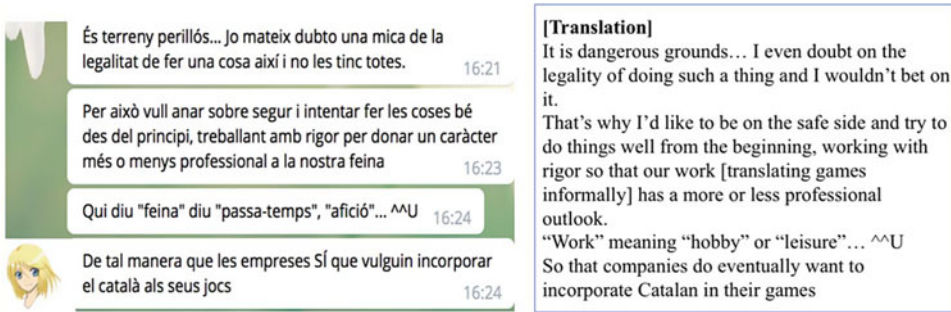 És terreny perillós... Jo mateix dubto una mica de la
legalitat de fer una cosa així i no les tinc totes.
16:21
Per això vull anar sobre segur i intentar fer les coses bé
des del principi, treballant amb rigor per donar un caràcter
més o menys professional a la nostra feina
16:23
Qui diu "feina" diu "passa-temps", "afició"... ^^U 16:24
De tal manera que les empreses SÍ que vulguin incorporar
el català als seus jocs
16:24
[Translation]
It is dangerous grounds… I even doubt on the
legality of doing such a thing and I wouldn't bet on
it.
That's why I'd like to be on the safe side and try to
do things well from the beginning, working with
rigor so that our work [translating games
informally] has a more or less professional
outlook.
"Work" meaning "hobby" or "leisure"… ^^U
So that companies do eventually want to
incorporate Catalan in their games